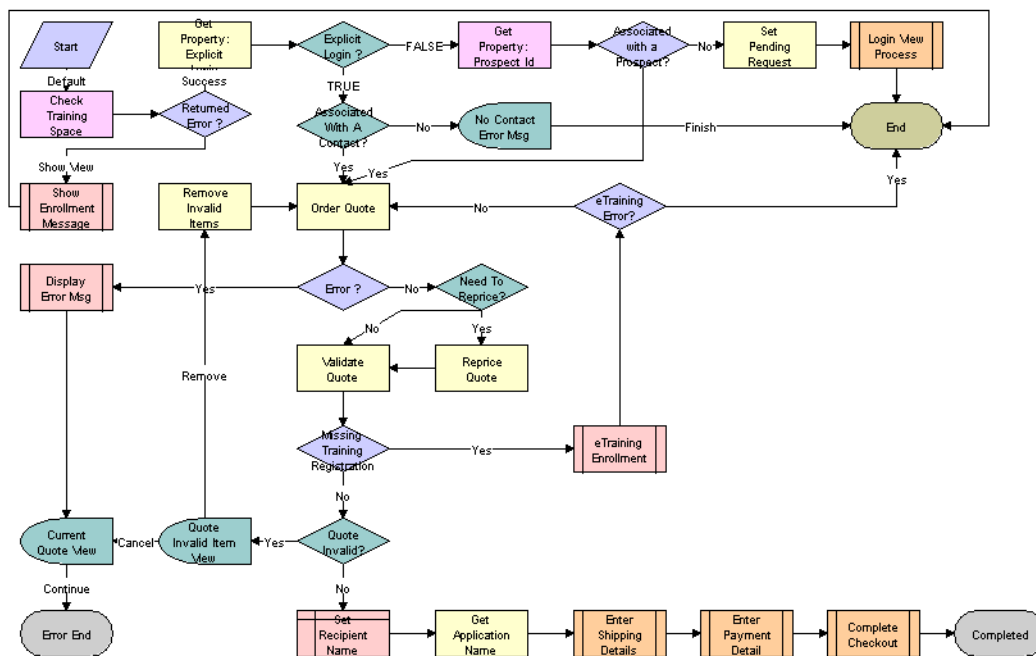 Start
Get
Property:
Explicit
Explicit
Login ?
FALSE
Get
Property:
Prospect Id
Associated
with a
Prospect?
No
Set
Pending
Request
Login View
Process
Default
Success
TRUE
Check
Training
Space
Returned
Error ?
Associated
With A
Contact?
No
No Contact
Error Msg
Finish
End
Show View
Yes
Yes
Yes
Show
Enrollment
Message
Remove
Invalid
Items
Order Quote
No
eTraining
Error?
Display
Error Msg
Yes
Error ?
No
Need To
Reprice?
No
Yes
Validate
Quote
Reprice
Quote
Remove
Missing
Training
Registration
Yes
eTraining
Enrollment
No
Current
Quote View
Cancel
Quote
Invalid Item
View
Yes
Quote
Invalid?
Continue
No
Error End
Set
Recipient
Name
Get
Application
Name
Enter
Shipping
Details
Enter
Payment
Detail
Complete
Checkout
Completed